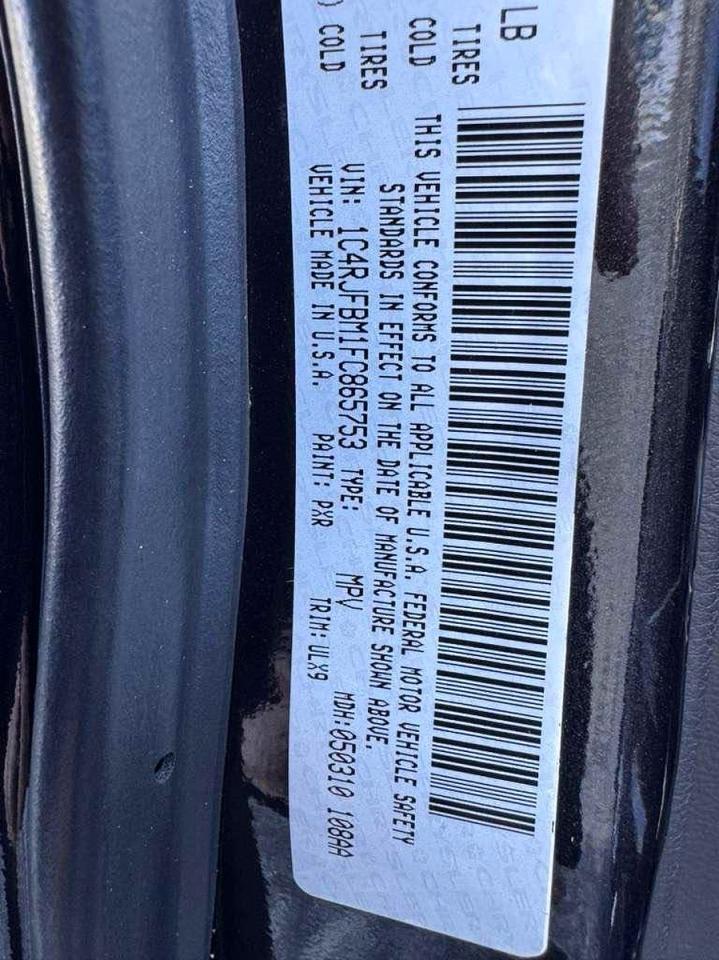 LB
TIRES
COLD
TIRES
) COLD
THIS VEHICLE CONFORMS TO ALL APPLICABLE U.S.A. FEDERAL MOTOR VEHICLE SAFETY
STANDARDS IN EFFECT ON THE DATE OF MANUFACTURE SHOWN ABOVE.
VIN: 1C4RJFBM1FC865753 TYPE: MPV MDH:050310 108AA
VEHICLE MADE IN U.S.A. PAINT: PXR TRIM: ULX9